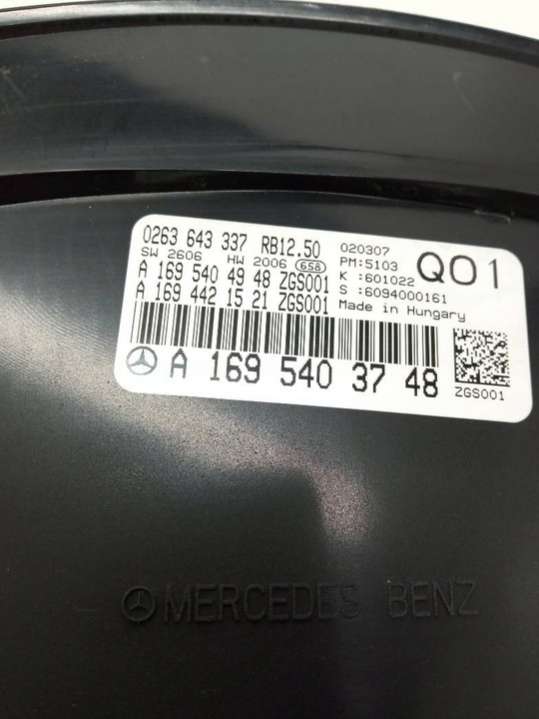 0263 643 337 RB12.50 020307 Q01
SW 2606 HW 2006 658 PM:5103
A 169 540 49 48 ZGS001 K :601022
A 169 442 15 21 ZGS001 S :6094000161
Made in Hungary
A 169 540 37 48 ZGS001
MERCEDES BENZ